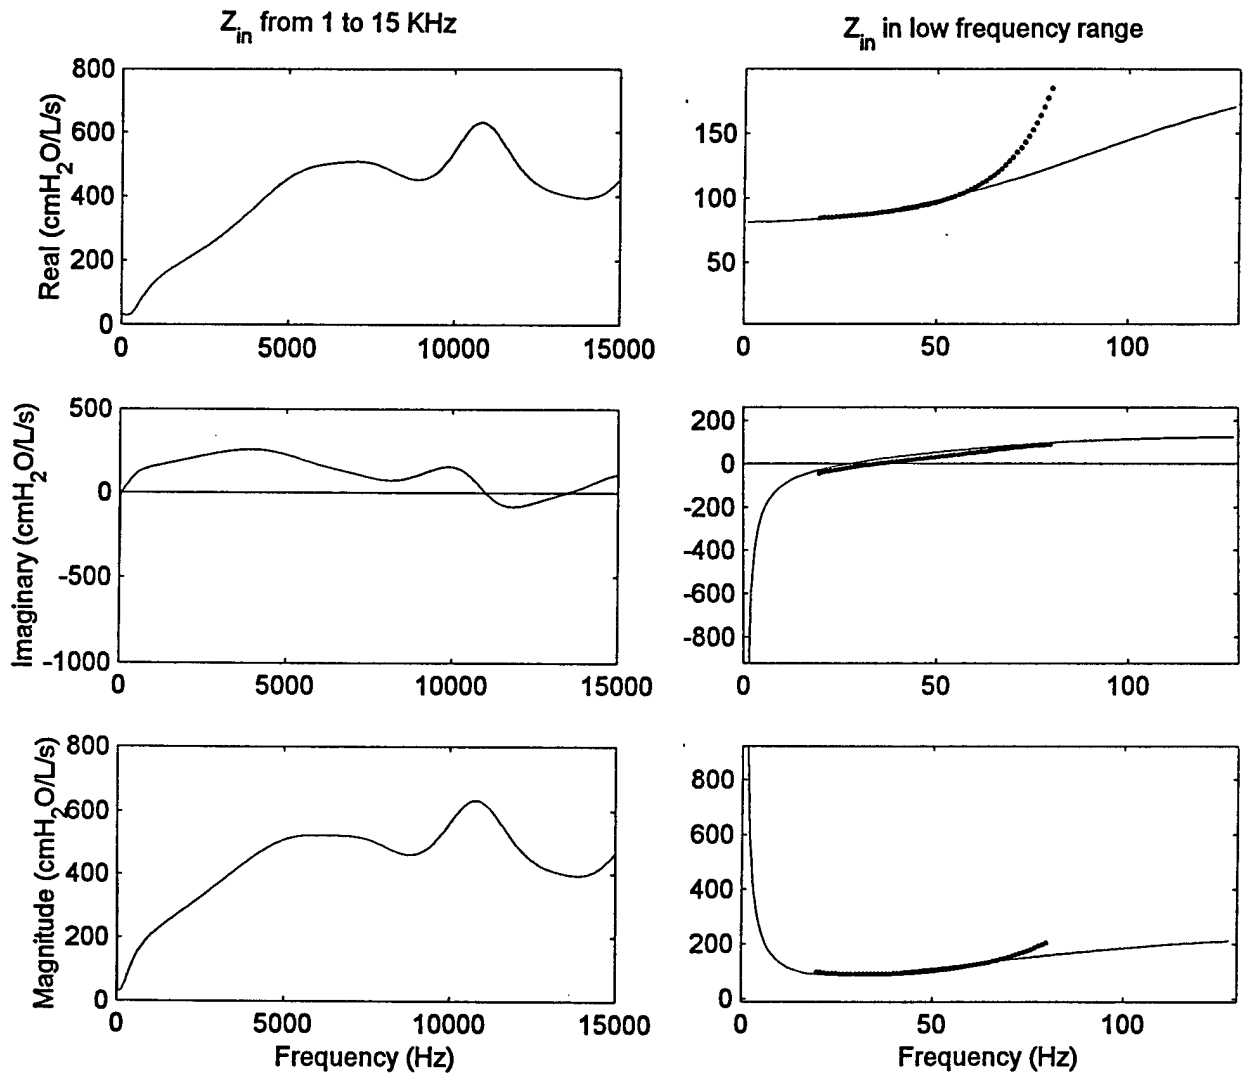 Z_in from 1 to 15 KHz
Z_in in low frequency range
Real (cmH2O/L/s)
800
600
400
200
0
0 5000 10000 15000
150
100
50
0 50 100
Imaginary (cmH2O/L/s)
500
0
-500
-1000
0 5000 10000 15000
200
0
-200
-400
-600
-800
0 50 100
Magnitude (cmH2O/L/s)
800
600
400
200
0
0 5000 10000 15000
Frequency (Hz)
800
600
400
200
0
0 50 100
Frequency (Hz)